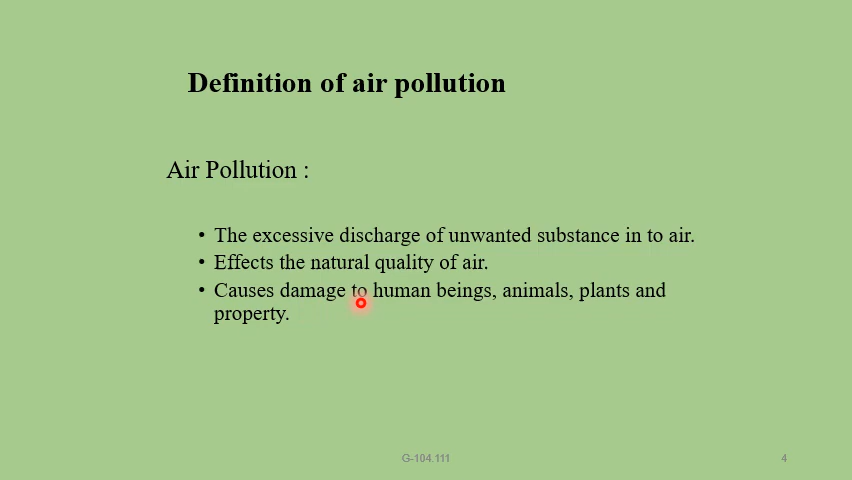 Definition of air pollution
Air Pollution :
• The excessive discharge of unwanted substance in to air.
• Effects the natural quality of air.
• Causes damage to human beings, animals, plants and
property.
G-104.111
4